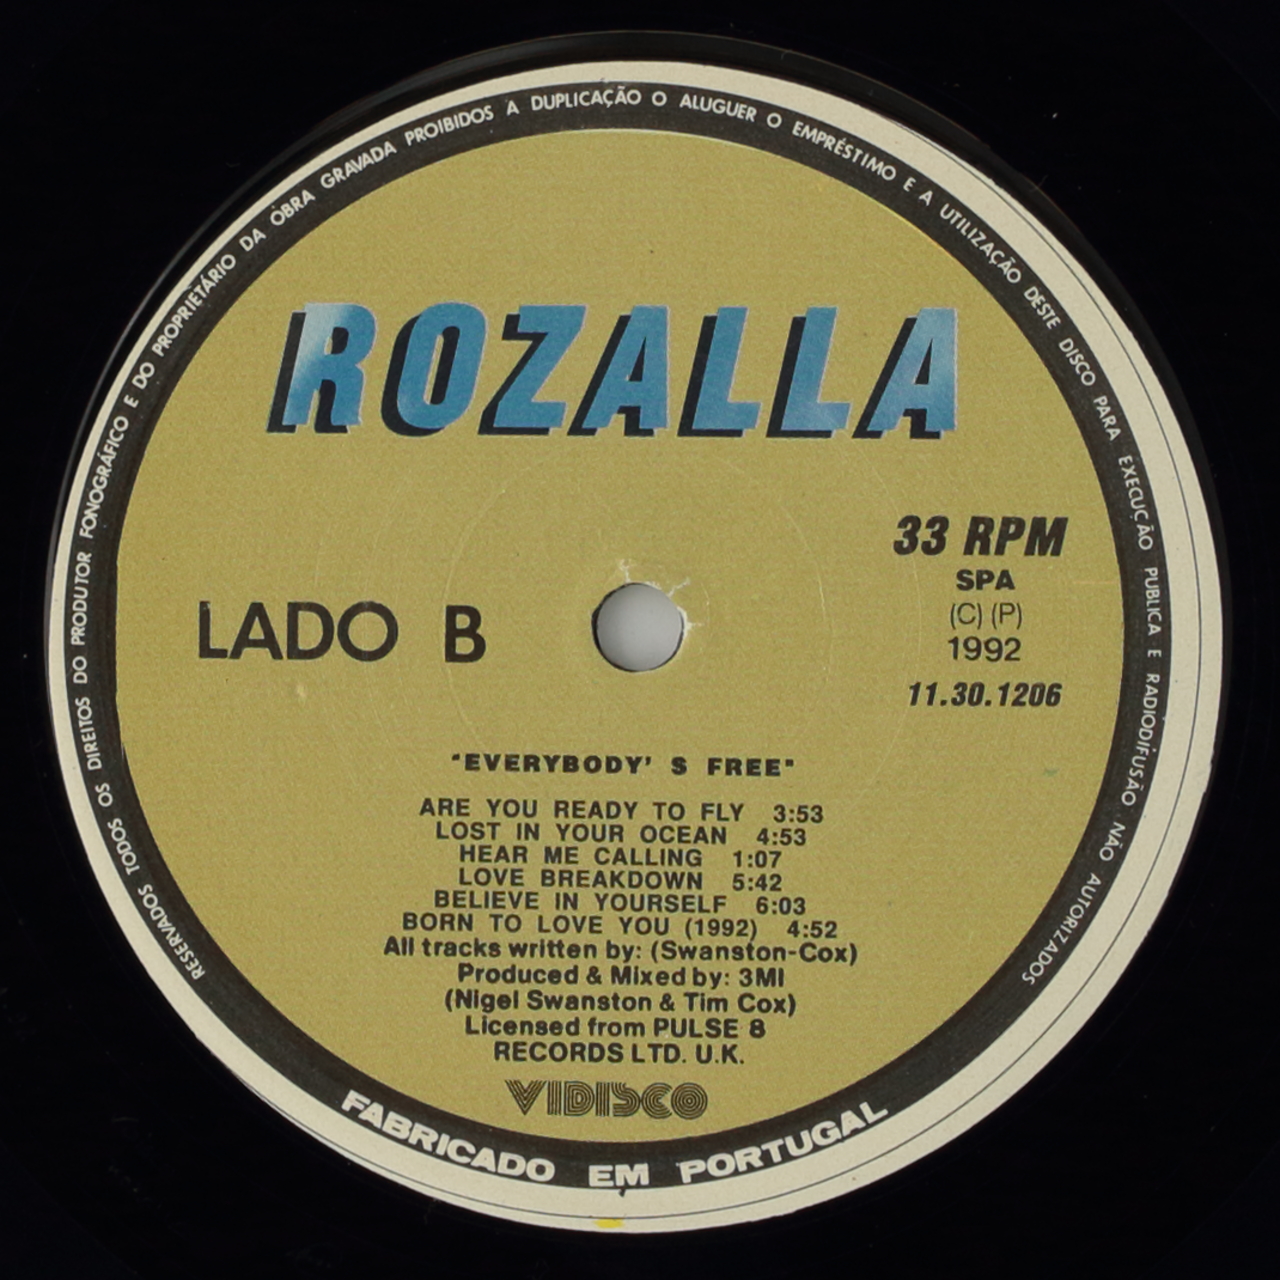 RESERVADOS TODOS OS DIREITOS DO PRODUTOR FONOGRÁFICO E DO PROPRIETÁRIO DA OBRA GRAVADA PROIBIDOS A DUPLICAÇÃO O ALUGUER O EMPRÉSTIMO E A UTILIZAÇÃO DESTE DISCO PARA EXECUÇÃO PUBLICA E RADIODIFUSÃO NÃO AUTORIZADOS
ROZALLA
33 RPM
SPA
(C) (P)
1992
11.30.1206
LADO B
"EVERYBODY' S FREE"
ARE YOU READY TO FLY 3:53
LOST IN YOUR OCEAN 4:53
HEAR ME CALLING 1:07
LOVE BREAKDOWN 5:42
BELIEVE IN YOURSELF 6:03
BORN TO LOVE YOU (1992) 4:52
All tracks written by: (Swanston-Cox)
Produced & Mixed by: 3MI
(Nigel Swanston & Tim Cox)
Licensed from PULSE 8
RECORDS LTD. U.K.
VIDISCO
FABRICADO EM PORTUGAL